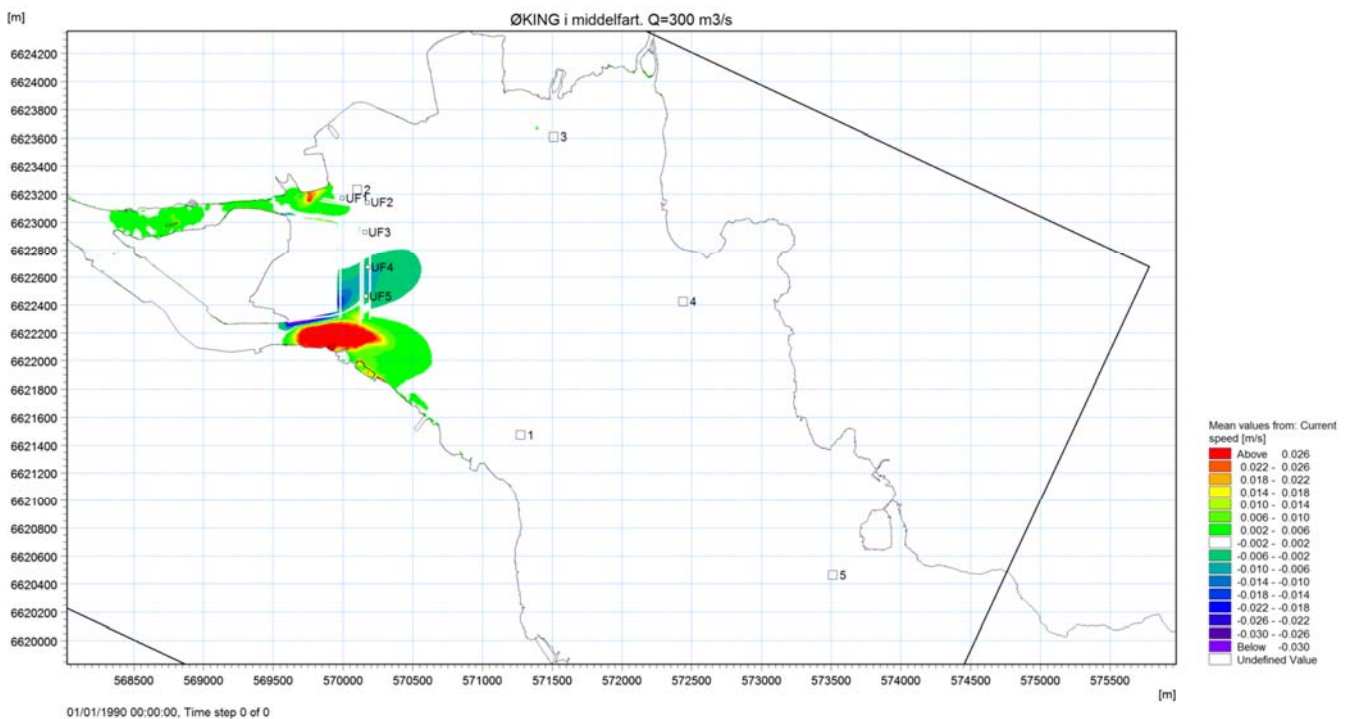 [m]
ØKING i middelfart. Q=300 m3/s
6624200
6624000
6623800
6623600
6623400
6623200
6623000
6622800
6622600
6622400
6622200
6622000
6621800
6621600
6621400
6621200
6621000
6620800
6620600
6620400
6620200
6620000
3
2
UF1
UF2
UF3
UF4
UF5
4
1
5
568500 569000 569500 570000 570500 571000 571500 572000 572500 573000 573500 574000 574500 575000 575500
[m]
01/01/1990 00:00:00, Time step 0 of 0
Mean values from: Current
speed [m/s]
Above 0.026
0.022 - 0.026
0.018 - 0.022
0.014 - 0.018
0.010 - 0.014
0.006 - 0.010
0.002 - 0.006
-0.002 - 0.002
-0.006 - -0.002
-0.010 - -0.006
-0.014 - -0.010
-0.018 - -0.014
-0.022 - -0.018
-0.026 - -0.022
-0.030 - -0.026
Below -0.030
Undefined Value